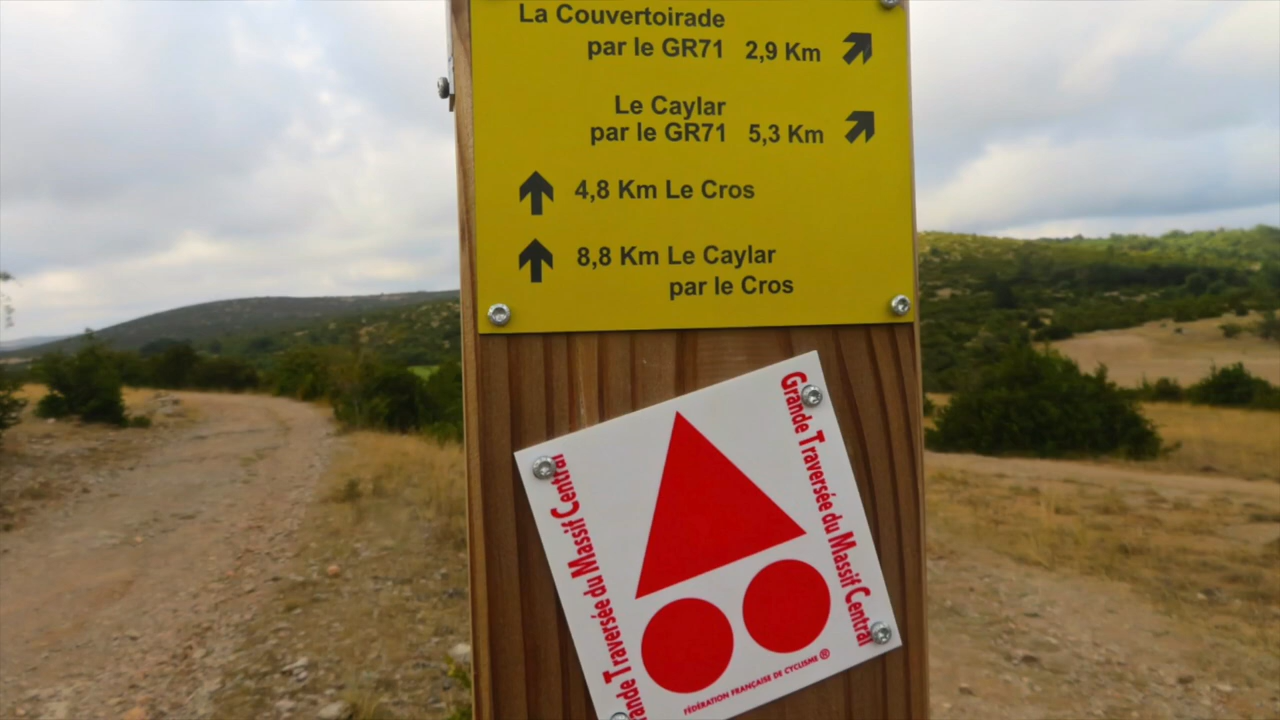 La Couvertoirade
par le GR71 2,9 Km
Le Caylar
par le GR71 5,3 Km
4,8 Km Le Cros
8,8 Km Le Caylar
par le Cros
Grande Traversée du Massif Central
Traversée du Massif Central
FÉDÉRATION FRANÇAISE DE CYCLISME ®